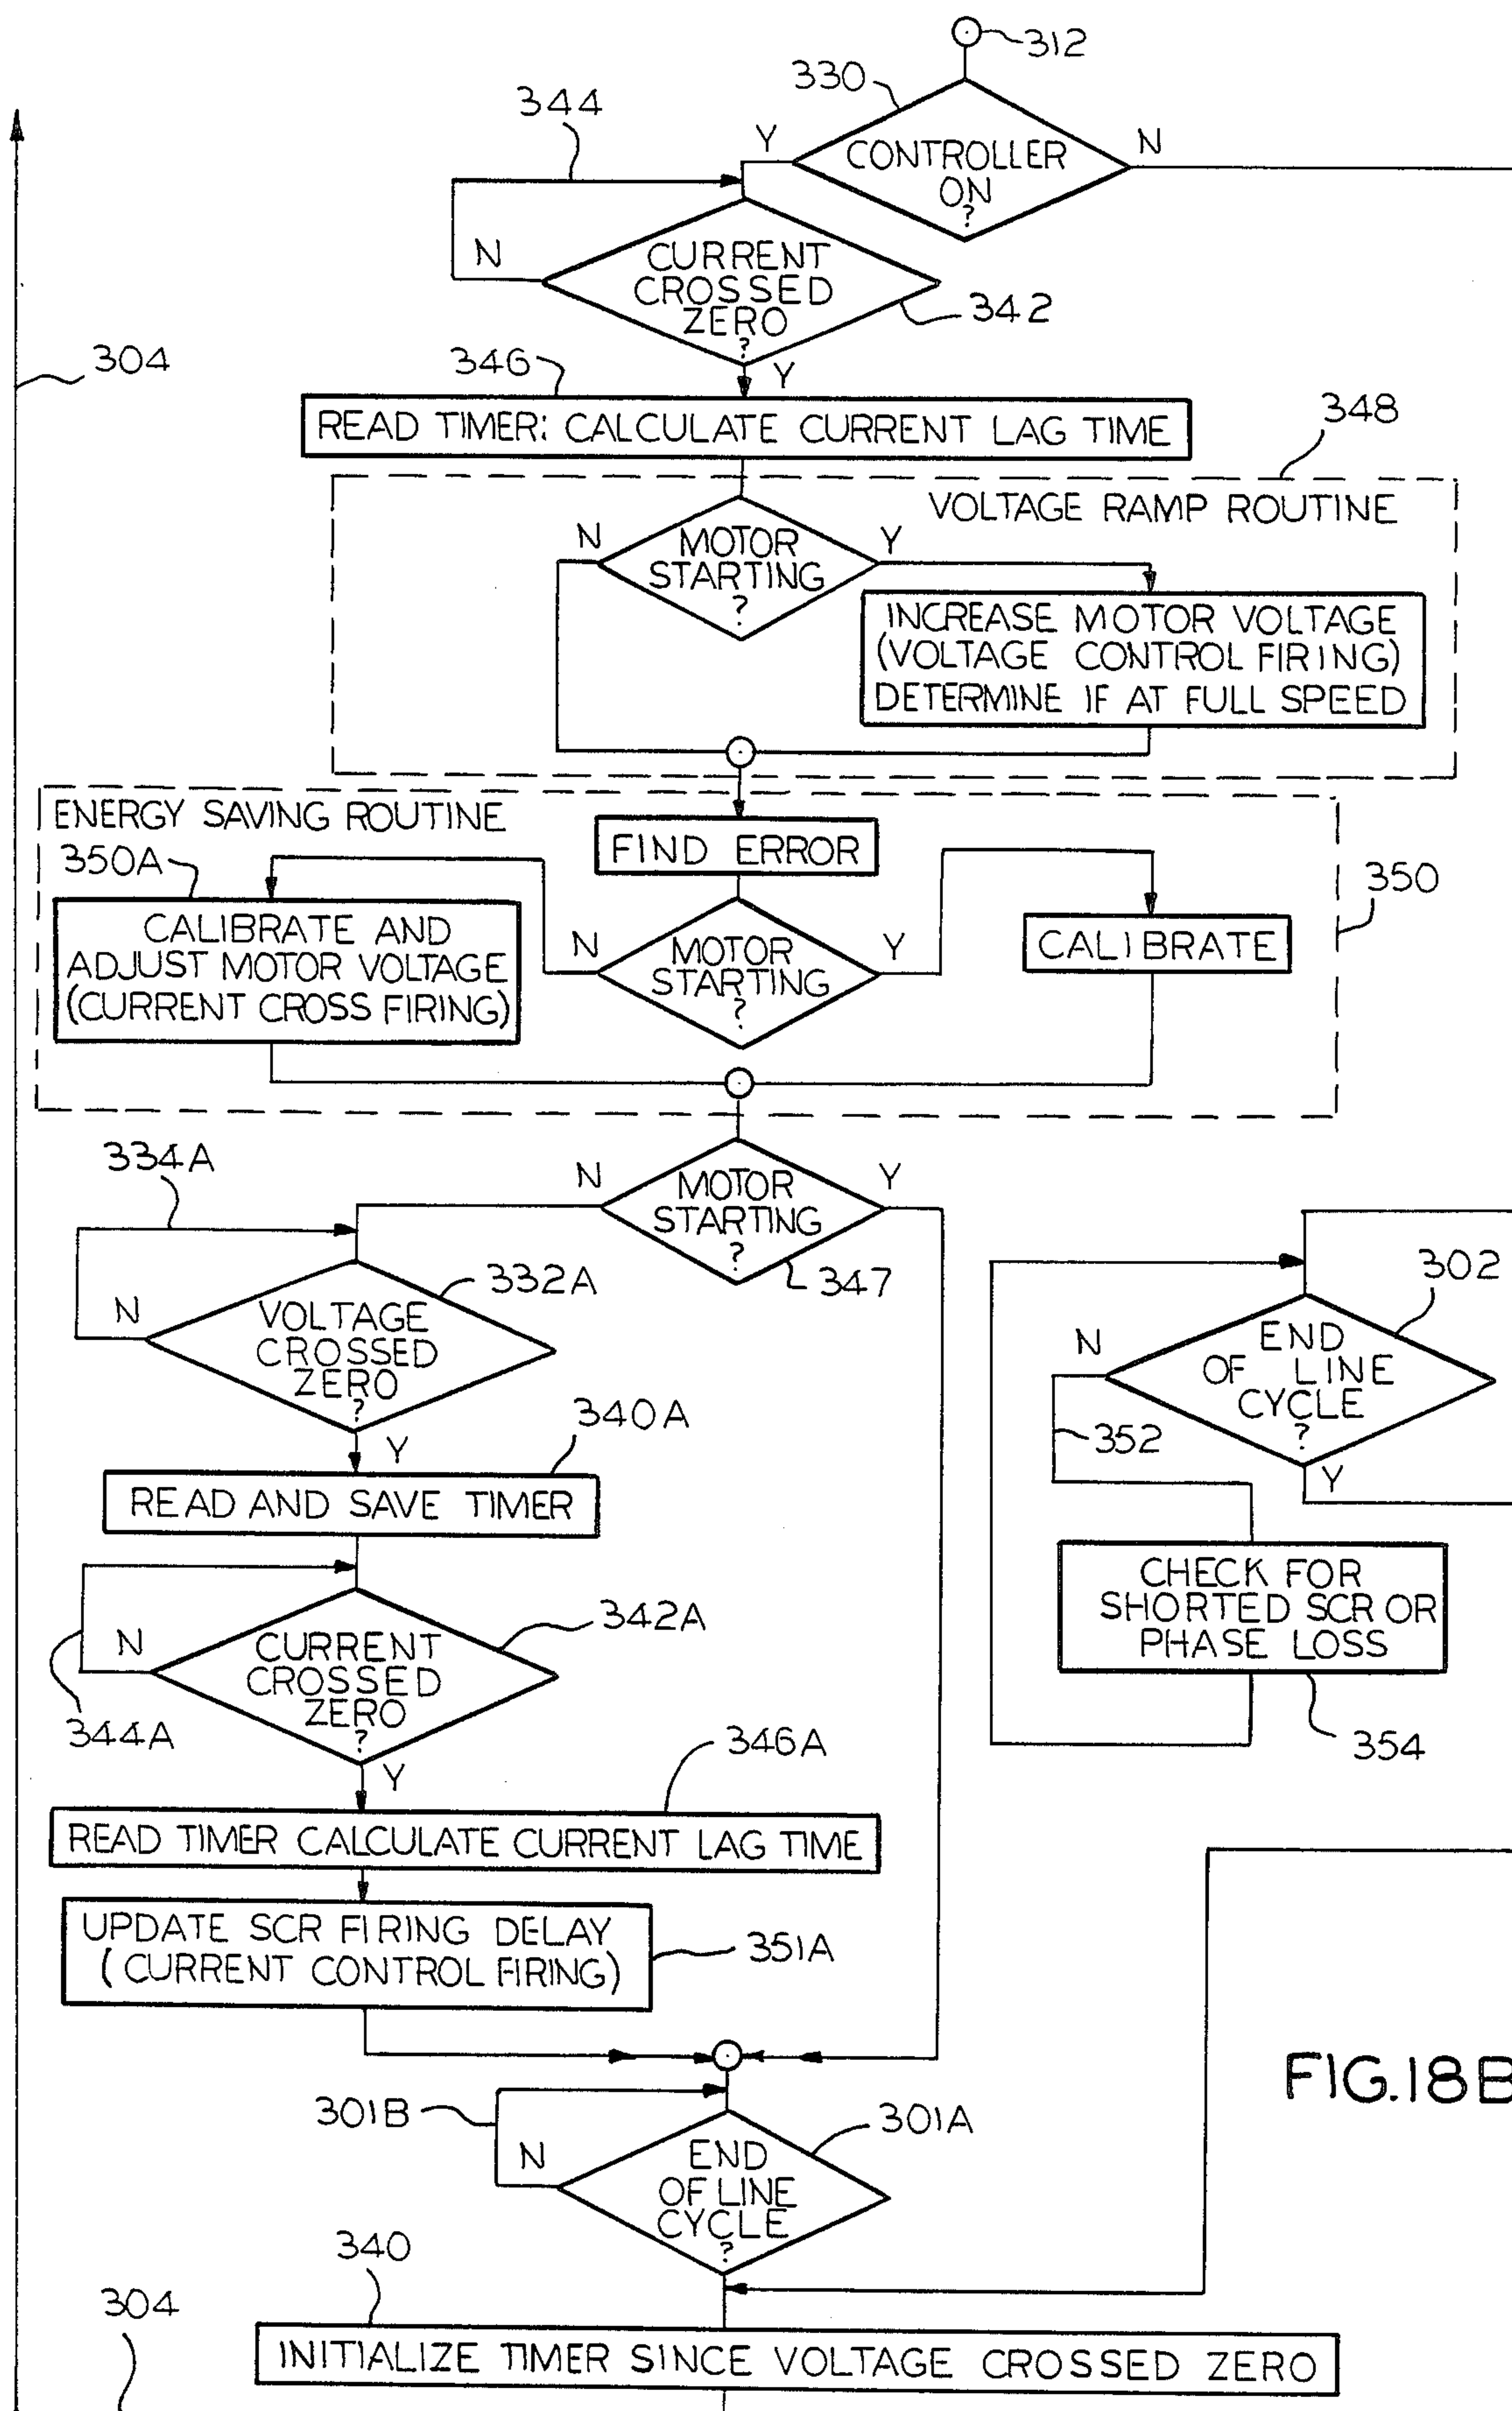 312
330
344
Y
CONTROLLER
ON
?
N
N
CURRENT
CROSSED
ZERO
?
342
304
346
Y
READ TIMER: CALCULATE CURRENT LAG TIME
348
VOLTAGE RAMP ROUTINE
N
MOTOR
STARTING
?
Y
INCREASE MOTOR VOLTAGE
(VOLTAGE CONTROL FIRING)
DETERMINE IF AT FULL SPEED
ENERGY SAVING ROUTINE
FIND ERROR
350A
350
CALIBRATE AND
ADJUST MOTOR VOLTAGE
(CURRENT CROSS FIRING)
N
MOTOR
STARTING
?
Y
CALIBRATE
334A
N
MOTOR
STARTING
?
Y
347
332A
N
VOLTAGE
CROSSED
ZERO
?
Y
302
N
END
OF LINE
CYCLE
?
Y
352
340A
READ AND SAVE TIMER
CHECK FOR
SHORTED SCR OR
PHASE LOSS
354
342A
N
CURRENT
CROSSED
ZERO
?
344A
Y
346A
READ TIMER CALCULATE CURRENT LAG TIME
UPDATE SCR FIRING DELAY
(CURRENT CONTROL FIRING)
351A
FIG.18B
301B
301A
N
END
OF LINE
CYCLE
?
340
304
INITIALIZE TIMER SINCE VOLTAGE CROSSED ZERO